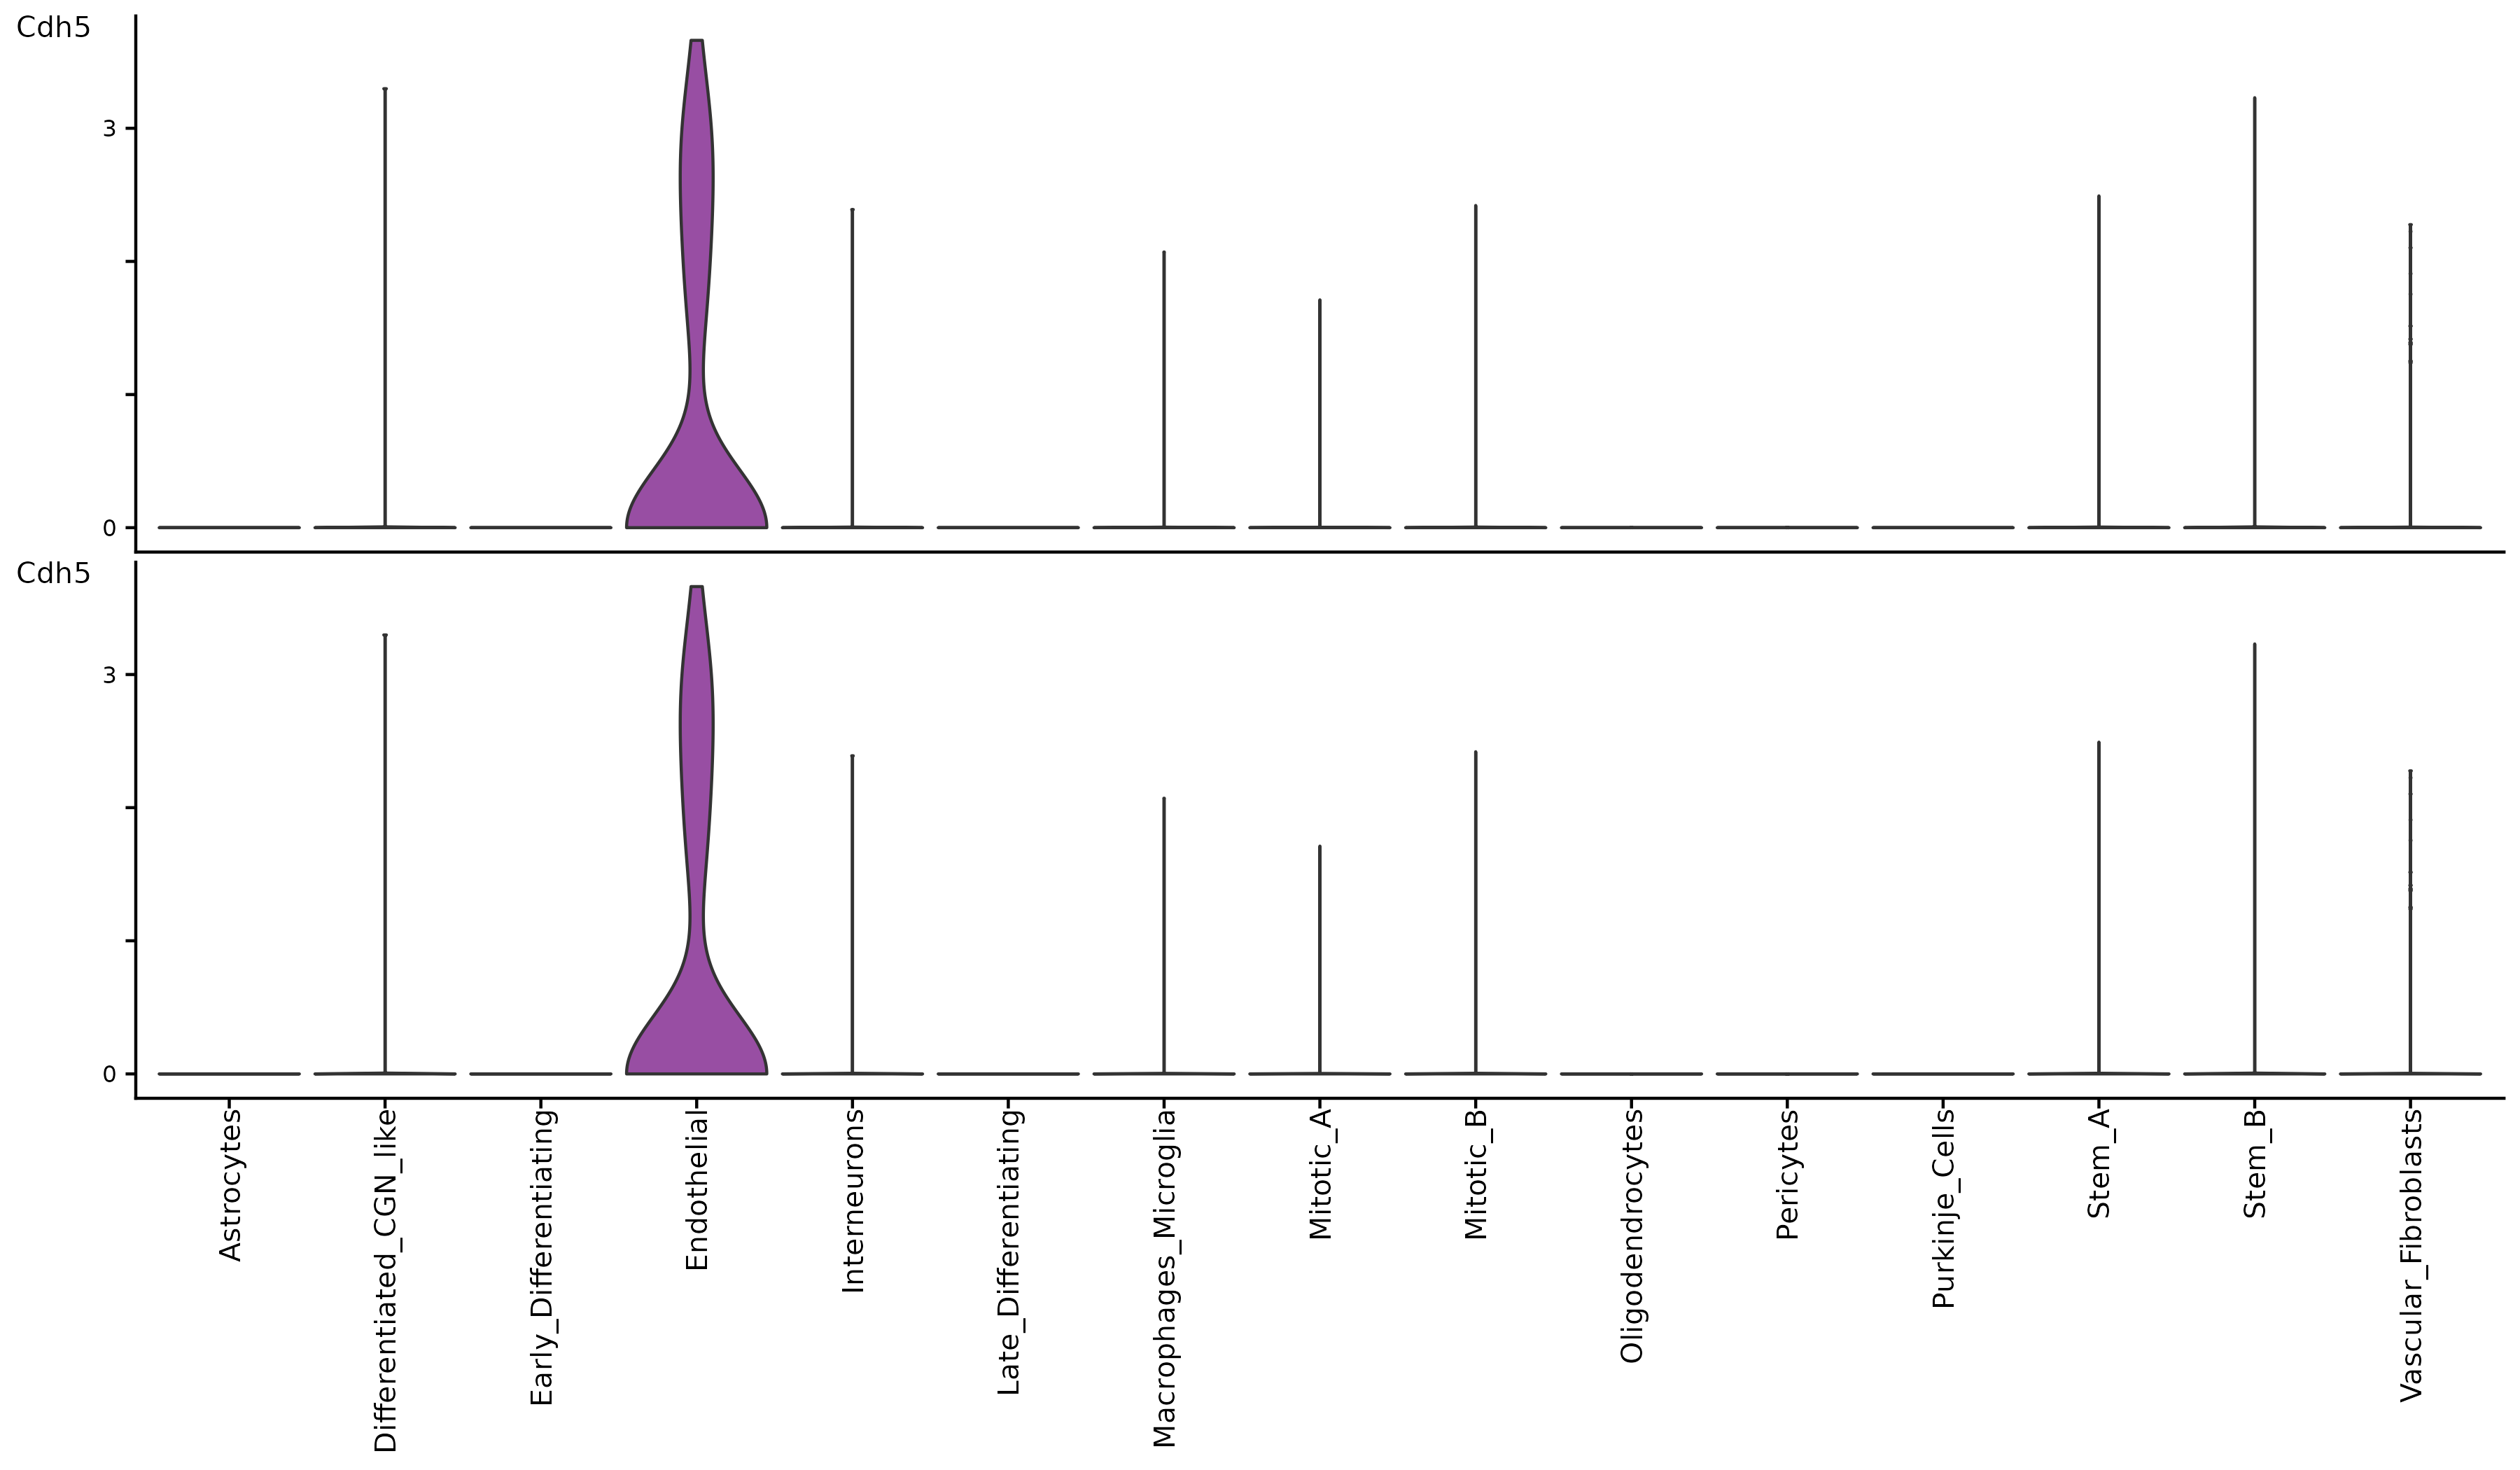 Cdh5
3
0
Cdh5
3
0
Astrocytes
Differentiated_CGN_like
Early_Differentiating
Endothelial
Interneurons
Late_Differentiating
Macrophages_Microglia
Mitotic_A
Mitotic_B
Oligodendrocytes
Pericytes
Purkinje_Cells
Stem_A
Stem_B
Vascular_Fibroblasts